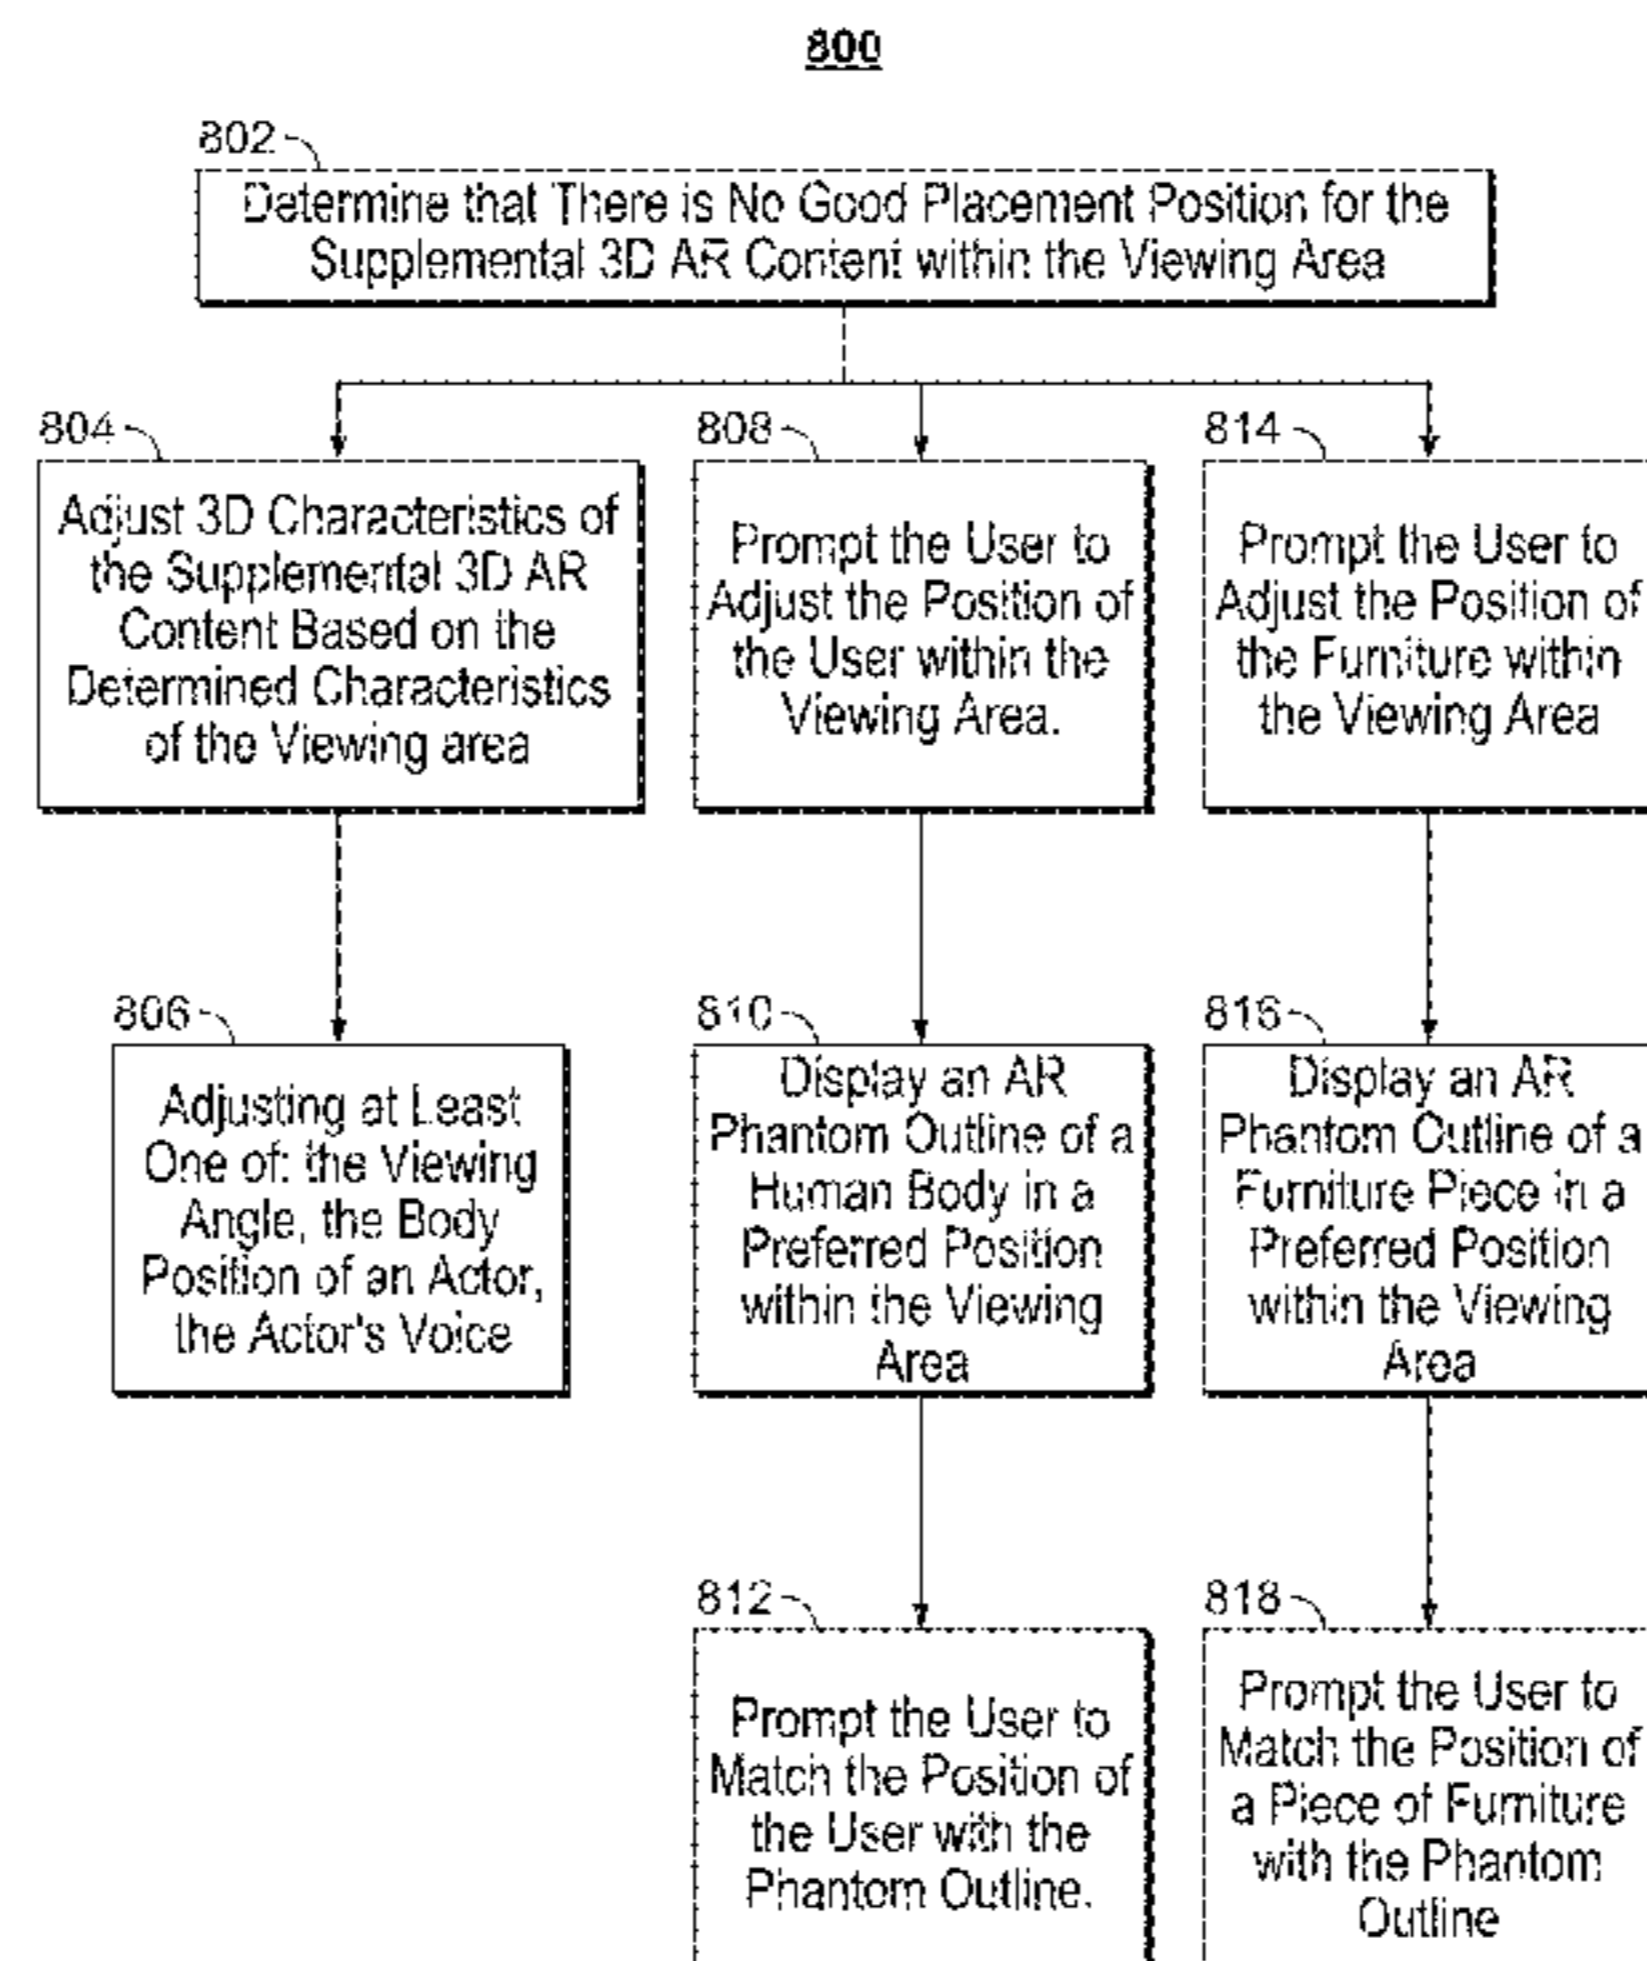 800
802
Determine that There is No Good Placement Position for the
Supplemental 3D AR Content within the Viewing Area
804
Adjust 3D Characteristics of
the Supplemental 3D AR
Content Based on the
Determined Characteristics
of the Viewing area
808
Prompt the User to
Adjust the Position of
the User within the
Viewing Area.
814
Prompt the User to
Adjust the Position of
the Furniture within
the Viewing Area
806
Adjusting at Least
One of: the Viewing
Angle, the Body
Position of an Actor,
the Actor's Voice
810
Display an AR
Phantom Outline of a
Human Body in a
Preferred Position
within the Viewing
Area
816
Display an AR
Phantom Outline of a
Furniture Piece in a
Preferred Position
within the Viewing
Area
812
Prompt the User to
Match the Position of
the User with the
Phantom Outline.
818
Prompt the User to
Match the Position of
a Piece of Furniture
with the Phantom
Outline